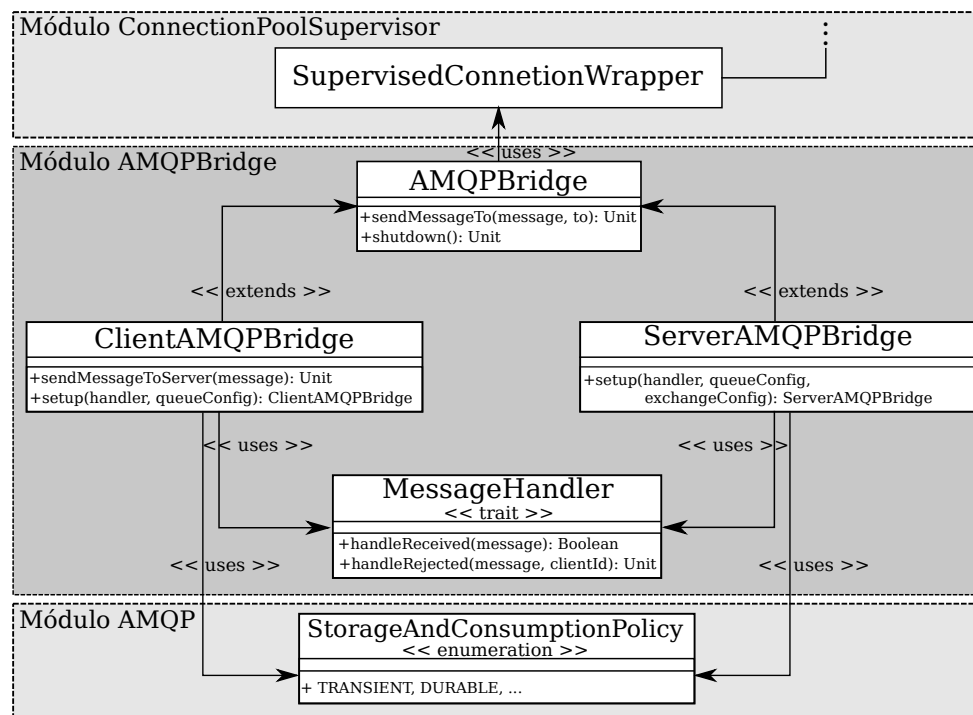 Módulo ConnectionPoolSupervisor
SupervisedConnetionWrapper
<< uses >>
Módulo AMQPBridge
AMQPBridge
+sendMessageTo(message, to): Unit
+shutdown(): Unit
<< extends >>
<< extends >>
ClientAMQPBridge
+sendMessageToServer(message): Unit
+setup(handler, queueConfig): ClientAMQPBridge
ServerAMQPBridge
+setup(handler, queueConfig,
exchangeConfig): ServerAMQPBridge
<< uses >>
<< uses >>
MessageHandler
<< trait >>
+handleReceived(message): Boolean
+handleRejected(message, clientId): Unit
<< uses >>
<< uses >>
Módulo AMQP
StorageAndConsumptionPolicy
<< enumeration >>
+ TRANSIENT, DURABLE, ...